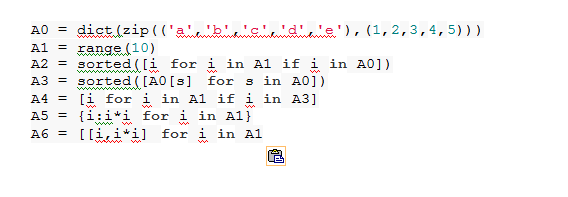 A0 = dict(zip(('a','b','c','d','e'),(1,2,3,4,5)))
A1 = range(10)
A2 = sorted([i for i in A1 if i in A0])
A3 = sorted([A0[s] for s in A0])
A4 = [i for i in A1 if i in A3]
A5 = {i:i*i for i in A1}
A6 = [[i,i*i] for i in A1